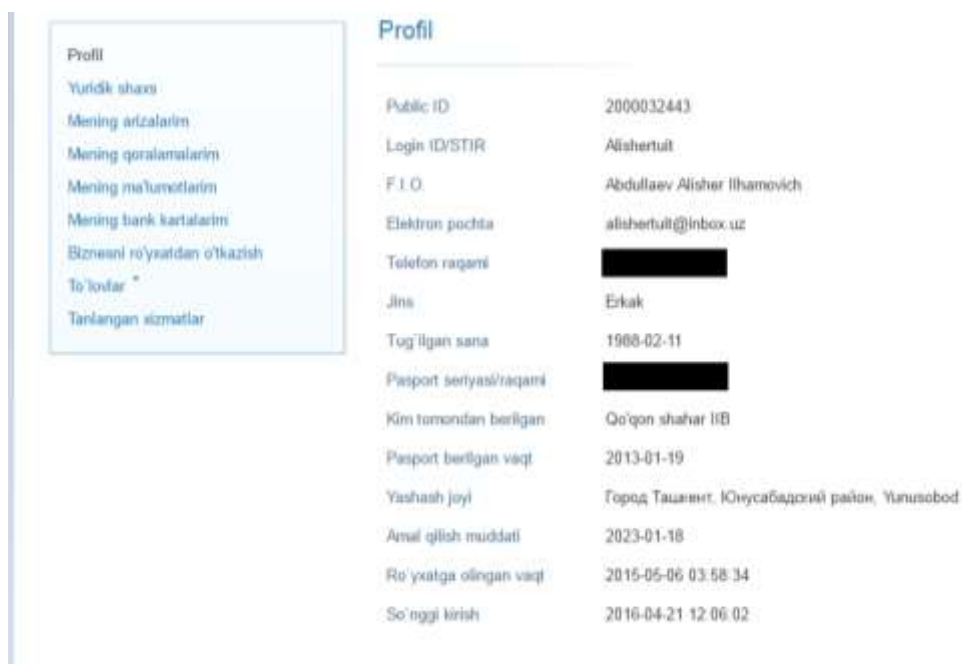 Profil
Yuridik shaxs
Mening arizalarim
Mening qoralamalarim
Mening ma'lumotlarim
Mening bank kartalarim
Biznesni ro'yxatdan o'tkazish
To`lovlar *
Tanlangan xizmatlar
Profil
Public ID 2000032443
Login ID/STIR Alishertuit
F.I.O. Abdullaev Alisher Ilhamovich
Elektron pochta alishertuit@inbox.uz
Telefon raqami
Jins Erkak
Tug`ilgan sana 1988-02-11
Pasport seriyasi/raqami
Kim tomondan berilgan Qo'qon shahar IIB
Pasport berilgan vaqt 2013-01-19
Yashash joyi Город Ташкент, Юнусабадский район, Yunusobod
Amal qilish muddati 2023-01-18
Ro`yxatga olingan vaqt 2015-05-06 03:58:34
So`nggi kirish 2016-04-21 12:06:02